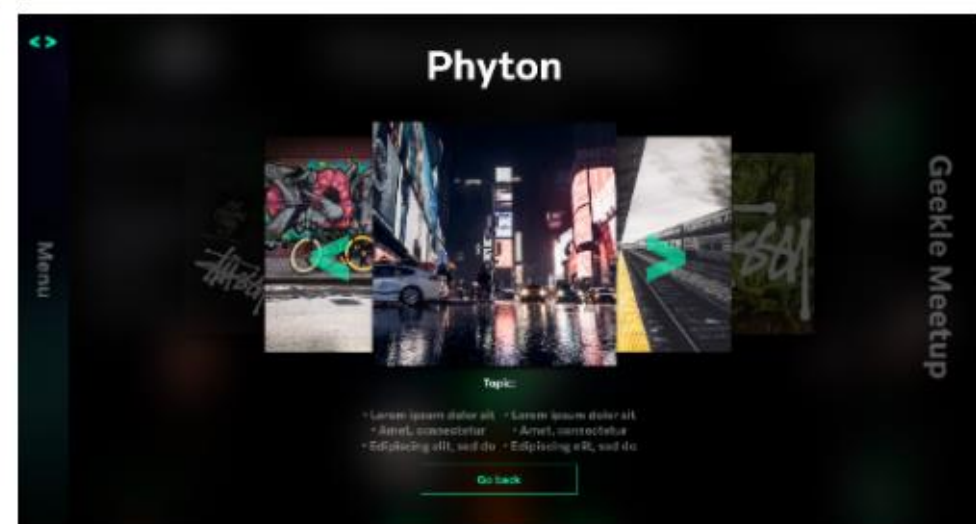 <>
Phyton
Menu
Geekle Meetup
Topic:
• Lorem ipsum dolor sit • Lorem ipsum dolor sit
• Amet, consectetur • Amet, consectetur
• Edipiscing elit, sed do • Edipiscing elit, sed do
Go back